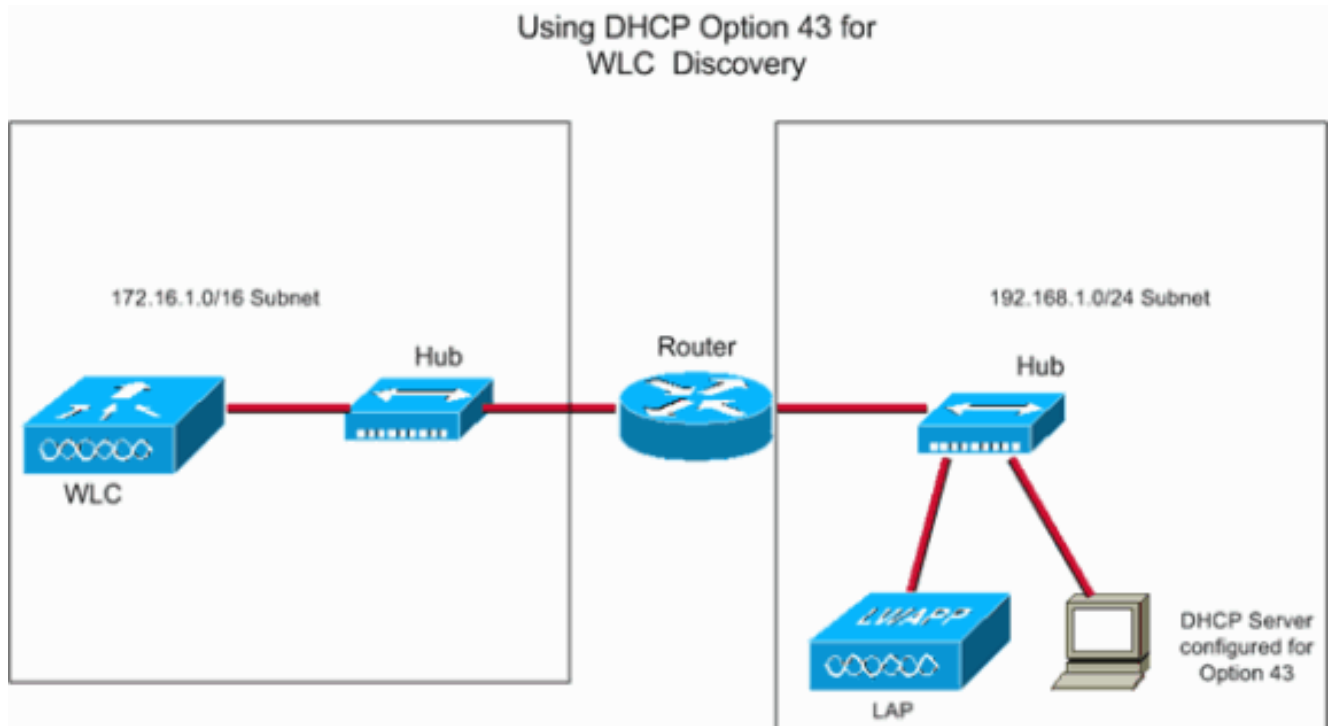 Using DHCP Option 43 for
WLC Discovery
172.16.1.0/16 Subnet
Hub
WLC
Router
192.168.1.0/24 Subnet
Hub
LWAPP
LAP
DHCP Server
configured for
Option 43